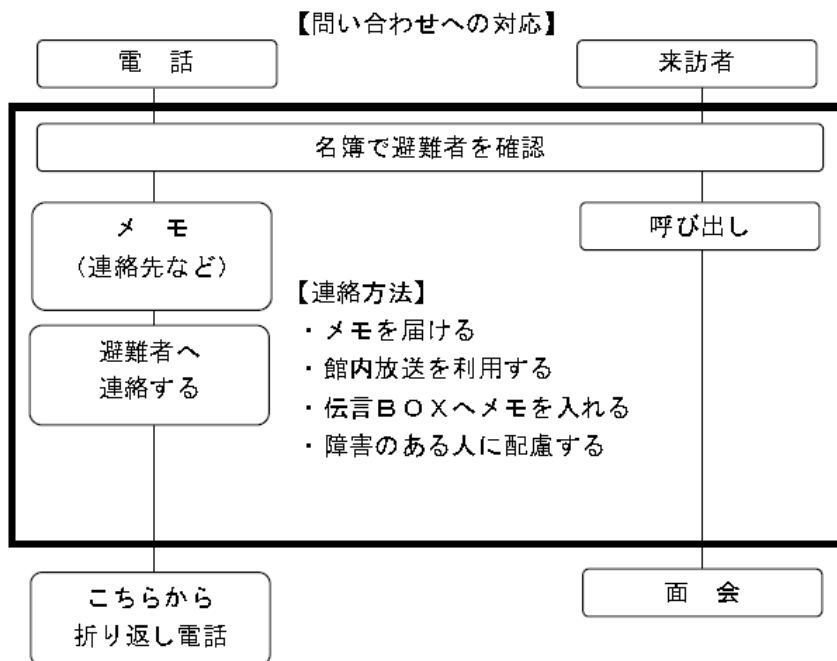 【問い合わせへの対応】
電　話
来訪者
名簿で避難者を確認
メ　モ
（連絡先など）
呼び出し
【連絡方法】
・メモを届ける
・館内放送を利用する
・伝言ＢＯＸへメモを入れる
・障害のある人に配慮する
避難者へ
連絡する
こちらから
折り返し電話
面　会